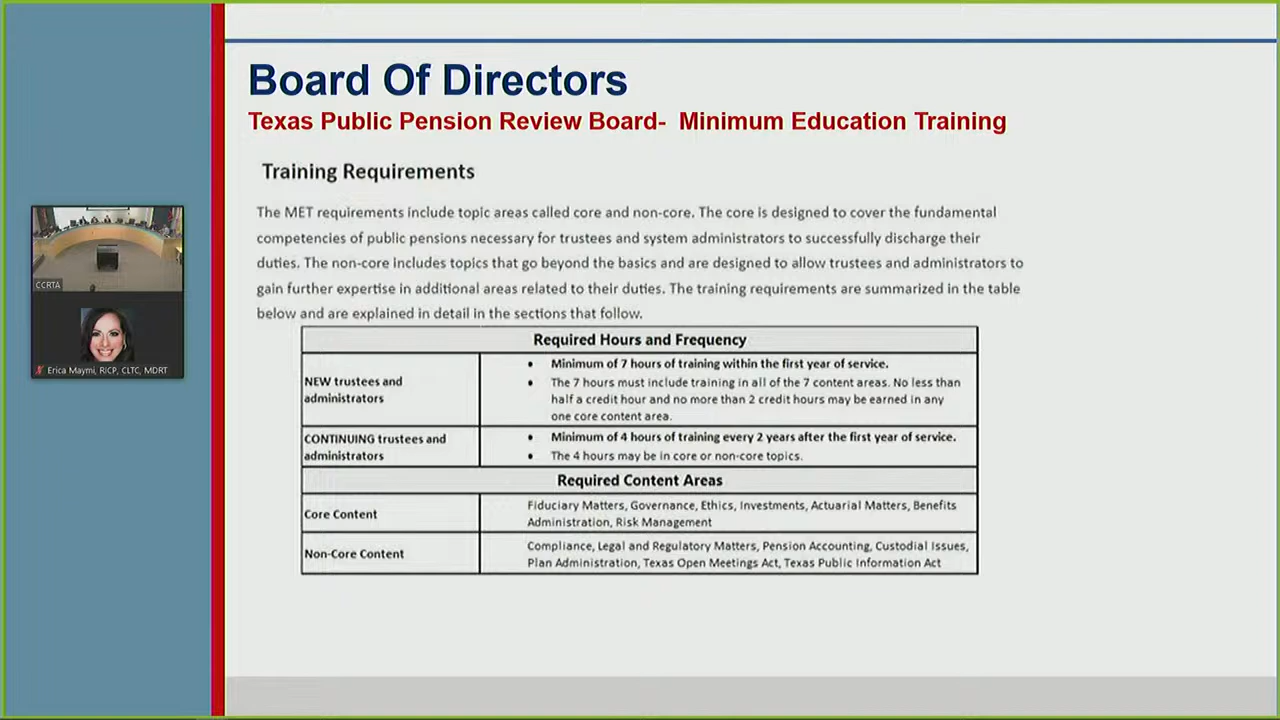 Board Of Directors
Texas Public Pension Review Board- Minimum Education Training
Training Requirements
The MET requirements include topic areas called core and non-core. The core is designed to cover the fundamental
competencies of public pensions necessary for trustees and system administrators to successfully discharge their
duties. The non-core includes topics that go beyond the basics and are designed to allow trustees and administrators to
gain further expertise in additional areas related to their duties. The training requirements are summarized in the table
below and are explained in detail in the sections that follow.
Required Hours and Frequency
NEW trustees and
administrators
• Minimum of 7 hours of training within the first year of service.
• The 7 hours must include training in all of the 7 content areas. No less than
half a credit hour and no more than 2 credit hours may be earned in any
one core content area.
CONTINUING trustees and
administrators
• Minimum of 4 hours of training every 2 years after the first year of service.
• The 4 hours may be in core or non-core topics.
Required Content Areas
Core Content
Fiduciary Matters, Governance, Ethics, Investments, Actuarial Matters, Benefits
Administration, Risk Management
Non-Core Content
Compliance, Legal and Regulatory Matters, Pension Accounting, Custodial Issues,
Plan Administration, Texas Open Meetings Act, Texas Public Information Act
CCRTA
Erica Maymi, RICP, CLTC, MDRT